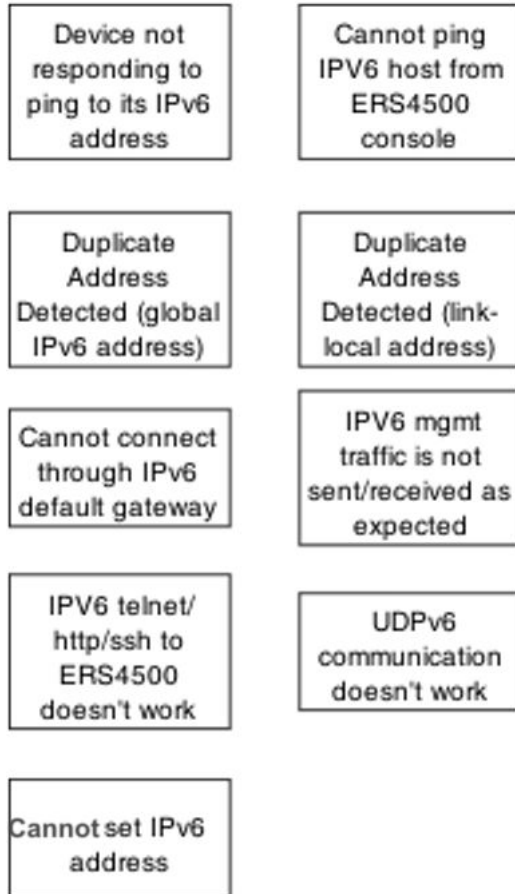 Device not
responding to
ping to its IPv6
address
Cannot ping
IPV6 host from
ERS4500
console
Duplicate
Address
Detected (global
IPv6 address)
Duplicate
Address
Detected (link-
local address)
Cannot connect
through IPv6
default gateway
IPV6 mgmt
traffic is not
sent/received as
expected
IPV6 telnet/
http/ssh to
ERS4500
doesn't work
UDPv6
communication
doesn't work
Cannot set IPv6
address